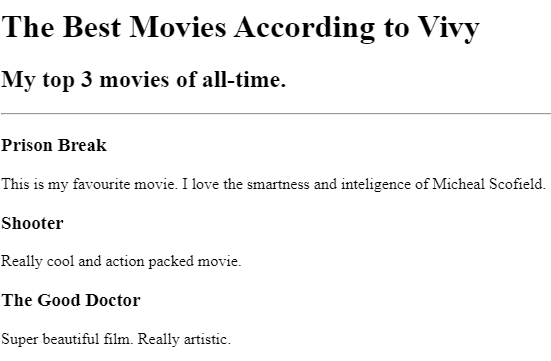 The Best Movies According to Vivy
My top 3 movies of all-time.
Prison Break
This is my favourite movie. I love the smartness and inteligence of Micheal Scofield.
Shooter
Really cool and action packed movie.
The Good Doctor
Super beautiful film. Really artistic.